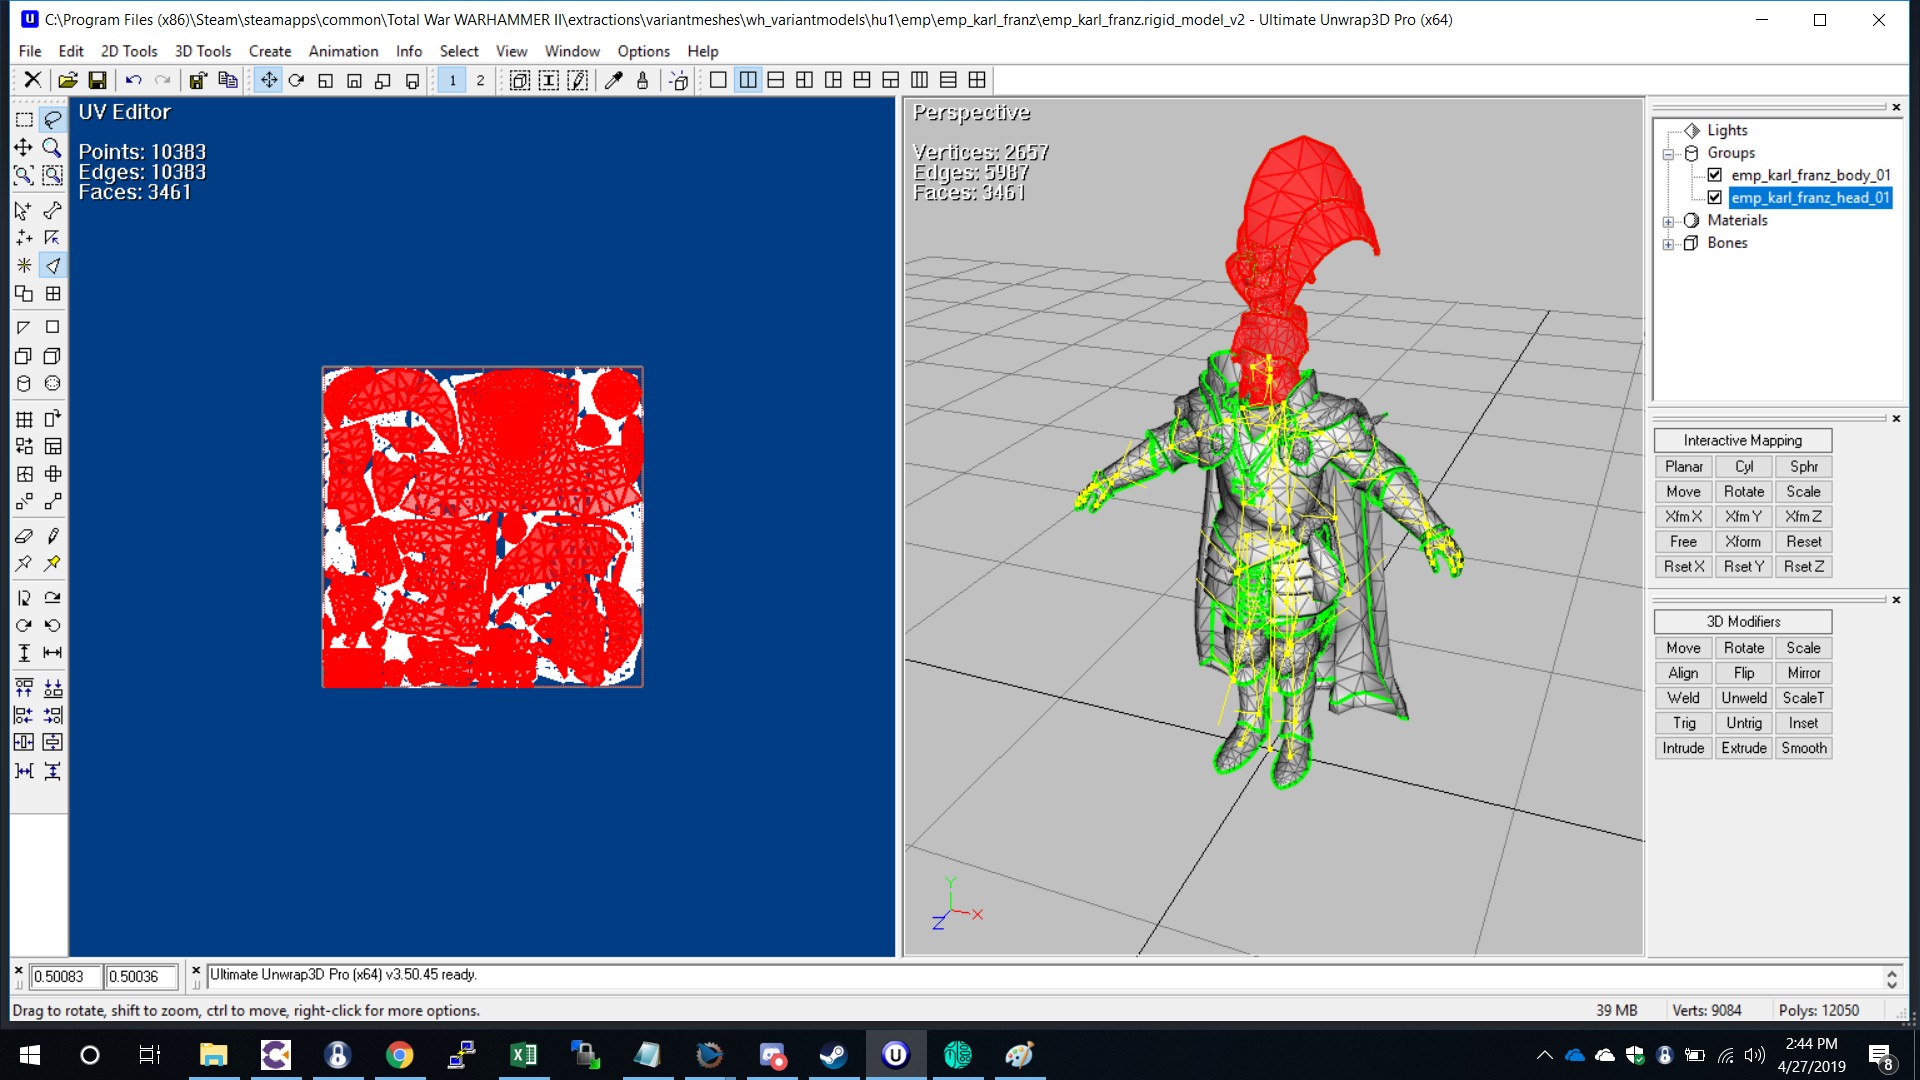 C:\Program Files (x86)\Steam\steamapps\common\Total War WARHAMMER II\extractions\variantmeshes\wh_variantmodels\hu1\emp\emp_karl_franz\emp_karl_franz.rigid_model_v2 - Ultimate Unwrap3D Pro (x64)
File Edit 2D Tools 3D Tools Create Animation Info Select View Window Options Help
1 2
UV Editor
Points: 10383
Edges: 10383
Faces: 3461
Perspective
Vertices: 2657
Edges: 5987
Faces: 3461
Y
X
Z
Lights
Groups
emp_karl_franz_body_01
emp_karl_franz_head_01
Materials
Bones
Interactive Mapping
Planar Cyl Sphr
Move Rotate Scale
Xfm X Xfm Y Xfm Z
Free Xform Reset
Rset X Rset Y Rset Z
3D Modifiers
Move Rotate Scale
Align Flip Mirror
Weld Unweld ScaleT
Trig Untrig Inset
Intrude Extrude Smooth
0.50083 0.50036 Ultimate Unwrap3D Pro (x64) v3.50.45 ready.
Drag to rotate, shift to zoom, ctrl to move, right-click for more options. 39 MB Verts: 9084 Polys: 12050
2:44 PM
4/27/2019
8